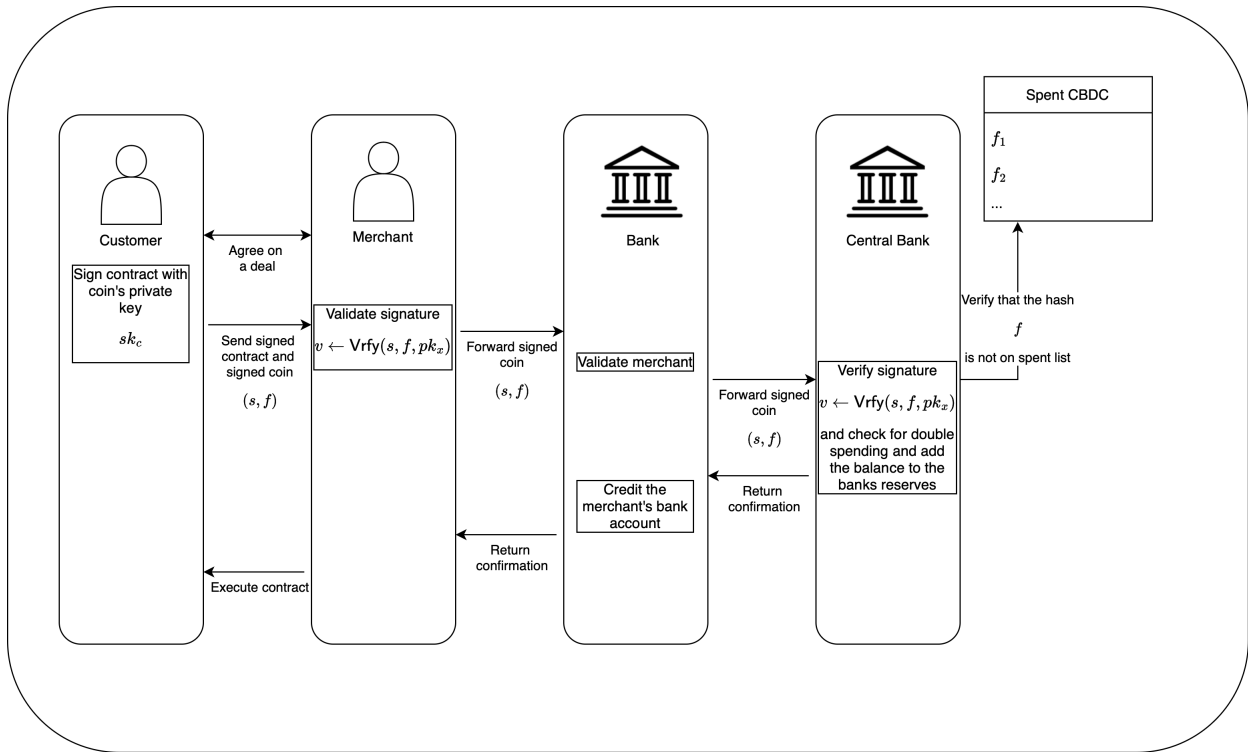 Spent CBDC
f₁
f₂
...
Customer
Merchant
Bank
Central Bank
Agree on
a deal
Sign contract with
coin's private
key
sk_c
Send signed
contract and
signed coin
(s, f)
Validate signature
v ← Vrfy(s, f, pk_x)
Forward signed
coin
(s, f)
Validate merchant
Forward signed
coin
(s, f)
Verify signature
v ← Vrfy(s, f, pk_x)
and check for double
spending and add
the balance to the
banks reserves
Verify that the hash
f
is not on spent list
Return
confirmation
Credit the
merchant's bank
account
Return
confirmation
Execute contract